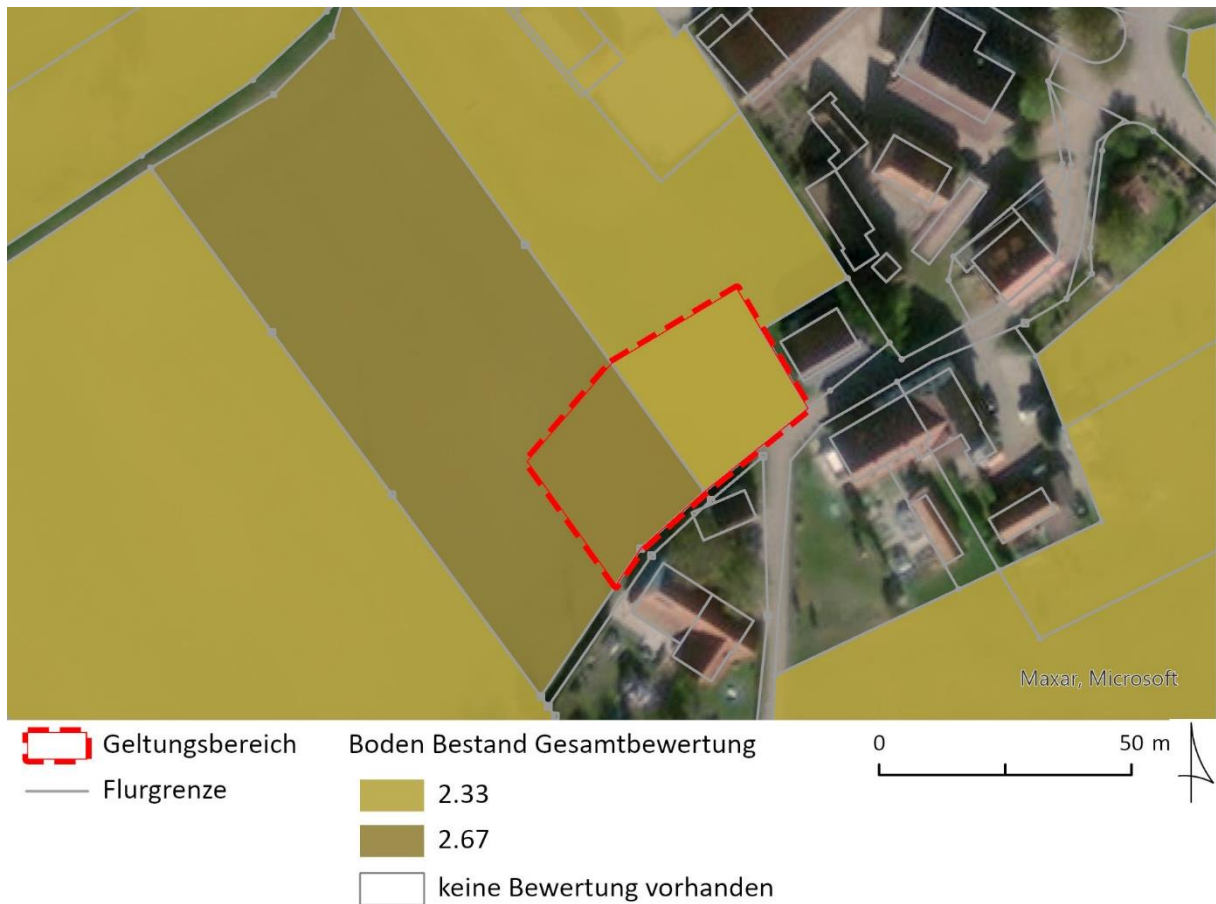 Maxar, Microsoft
Geltungsbereich
Flurgrenze
Boden Bestand Gesamtbewertung
2.33
2.67
keine Bewertung vorhanden
0 50 m